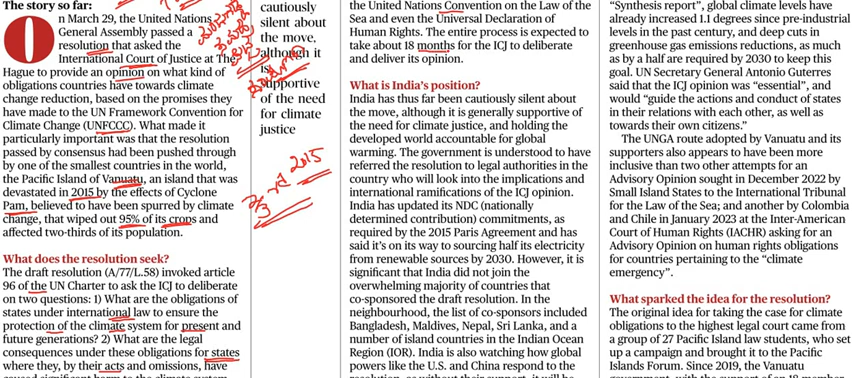 The story so far:
On March 29, the United Nations
General Assembly passed a
resolution that asked the
International Court of Justice at The
Hague to provide an opinion on what kind of
obligations countries have towards climate
change reduction, based on the promises they
have made to the UN Framework Convention for
Climate Change (UNFCCC). What made it
particularly important was that the resolution
passed by consensus had been pushed through
by one of the smallest countries in the world,
the Pacific Island of Vanuatu, an island that was
devastated in 2015 by the effects of Cyclone
Pam, believed to have been spurred by climate
change, that wiped out 95% of its crops and
affected two-thirds of its population.
What does the resolution seek?
The draft resolution (A/77/L.58) invoked article
96 of the UN Charter to ask the ICJ to deliberate
on two questions: 1) What are the obligations of
states under international law to ensure the
protection of the climate system for present and
future generations? 2) What are the legal
consequences under these obligations for states
where they, by their acts and omissions, have
caused significant harm to the climate system
cautiously
silent about
the move,
although it
is
supportive
of the need
for climate
justice
2015
2/3
the United Nations Convention on the Law of the
Sea and even the Universal Declaration of
Human Rights. The entire process is expected to
take about 18 months for the ICJ to deliberate
and deliver its opinion.
What is India's position?
India has thus far been cautiously silent about
the move, although it is generally supportive of
the need for climate justice, and holding the
developed world accountable for global
warming. The government is understood to have
referred the resolution to legal authorities in the
country who will look into the implications and
international ramifications of the ICJ opinion.
India has updated its NDC (nationally
determined contribution) commitments, as
required by the 2015 Paris Agreement and has
said it's on its way to sourcing half its electricity
from renewable sources by 2030. However, it is
significant that India did not join the
overwhelming majority of countries that
co-sponsored the draft resolution. In the
neighbourhood, the list of co-sponsors included
Bangladesh, Maldives, Nepal, Sri Lanka, and a
number of island countries in the Indian Ocean
Region (IOR). India is also watching how global
powers like the U.S. and China respond to the
resolution, as without their support, it will be
"Synthesis report", global climate levels have
already increased 1.1 degrees since pre-industrial
levels in the past century, and deep cuts in
greenhouse gas emissions reductions, as much
as by a half are required by 2030 to keep this
goal. UN Secretary General Antonio Guterres
said that the ICJ opinion was "essential", and
would "guide the actions and conduct of states
in their relations with each other, as well as
towards their own citizens."
The UNGA route adopted by Vanuatu and its
supporters also appears to have been more
inclusive than two other attempts for an
Advisory Opinion sought in December 2022 by
Small Island States to the International Tribunal
for the Law of the Sea; and another by Colombia
and Chile in January 2023 at the Inter-American
Court of Human Rights (IACHR) asking for an
Advisory Opinion on human rights obligations
for countries pertaining to the "climate
emergency".
What sparked the idea for the resolution?
The original idea for taking the case for climate
obligations to the highest legal court came from
a group of 27 Pacific Island law students, who set
up a campaign and brought it to the Pacific
Islands Forum. Since 2019, the Vanuatu
government, with the support of an 18 member